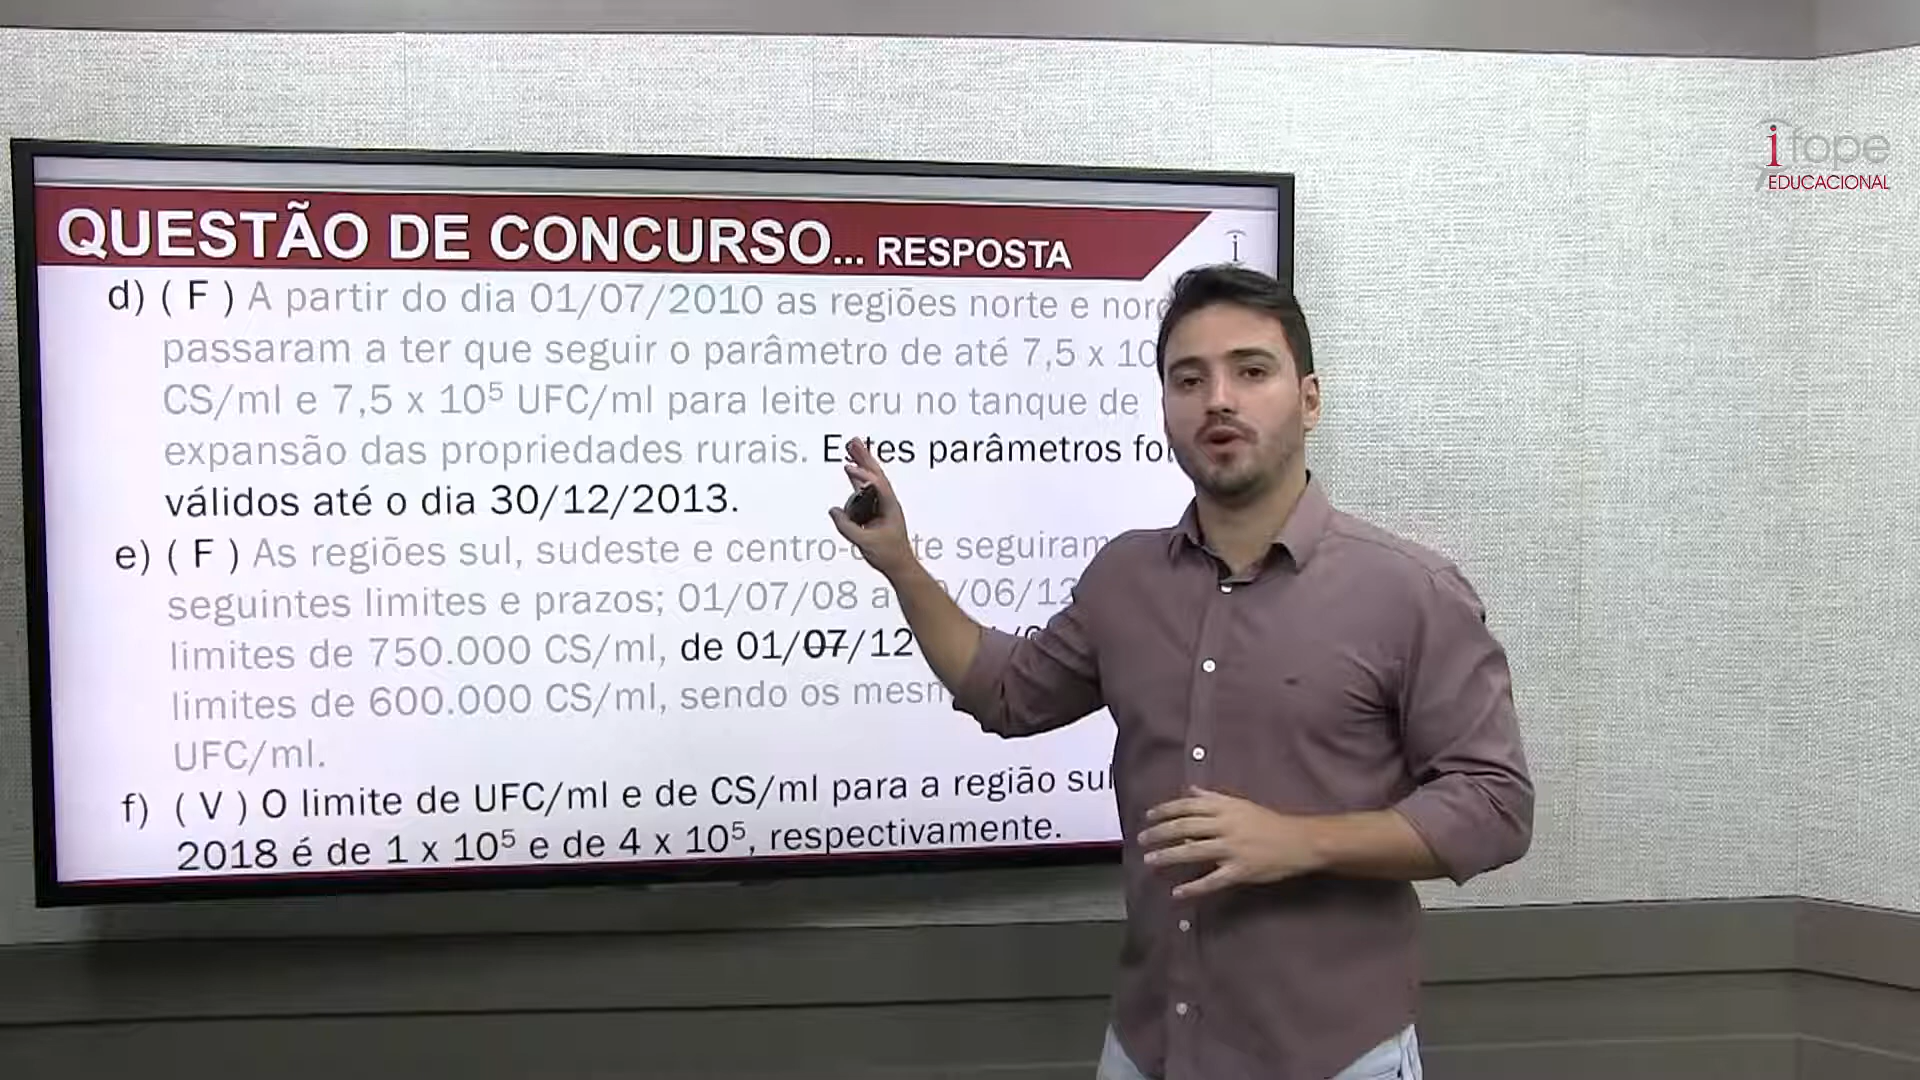 ifope
EDUCACIONAL
QUESTÃO DE CONCURSO... RESPOSTA
d) ( F ) A partir do dia 01/07/2010 as regiões norte e
passaram a ter que seguir o parâmetro de até 7,5 x
CS/ml e 7,5 x 10⁵ UFC/ml para leite cru no tanque de
expansão das propriedades rurais. Estes parâmetros
válidos até o dia 30/12/2013.
e) ( F ) As regiões sul, sudeste e seguiram
seguintes limites e prazos; 01/07/08 a /06/12
limites de 750.000 CS/ml, de 01/07/12
limites de 600.000 CS/ml, sendo os
UFC/ml.
f) ( V ) O limite de UFC/ml e de CS/ml para a região sul
2018 é de 1 x 10⁵ e de 4 x 10⁵, respectivamente.